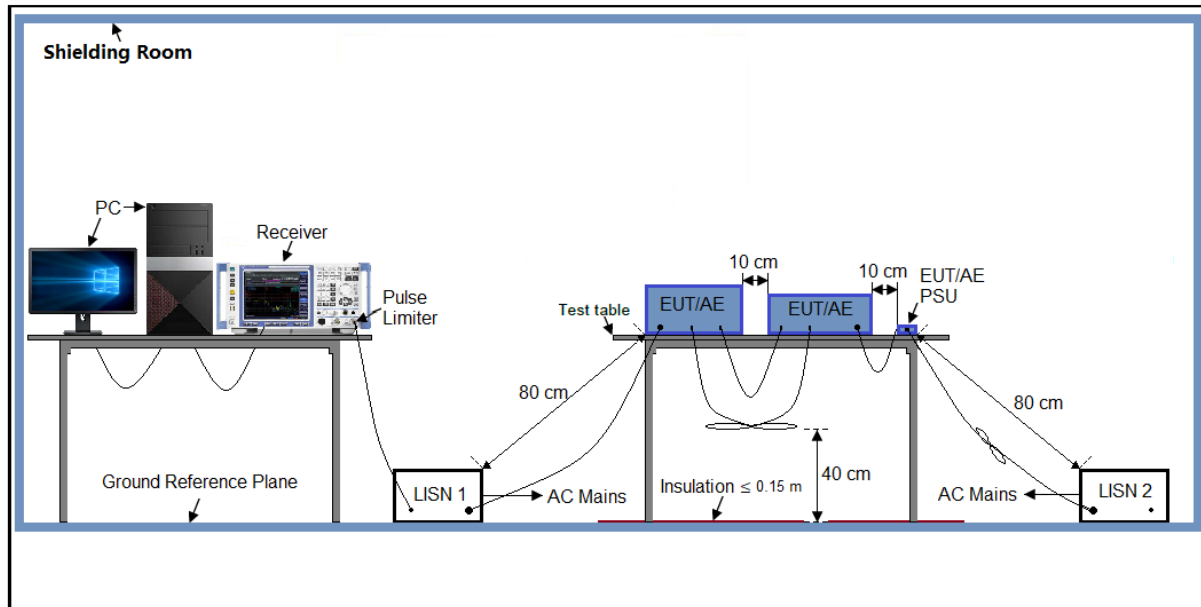 Shielding Room
PC
Receiver
Pulse
Limiter
10 cm
10 cm
EUT/AE
PSU
Test table
EUT/AE
EUT/AE
80 cm
80 cm
40 cm
Ground Reference Plane
LISN 1
AC Mains
Insulation ≤ 0.15 m
AC Mains
LISN 2